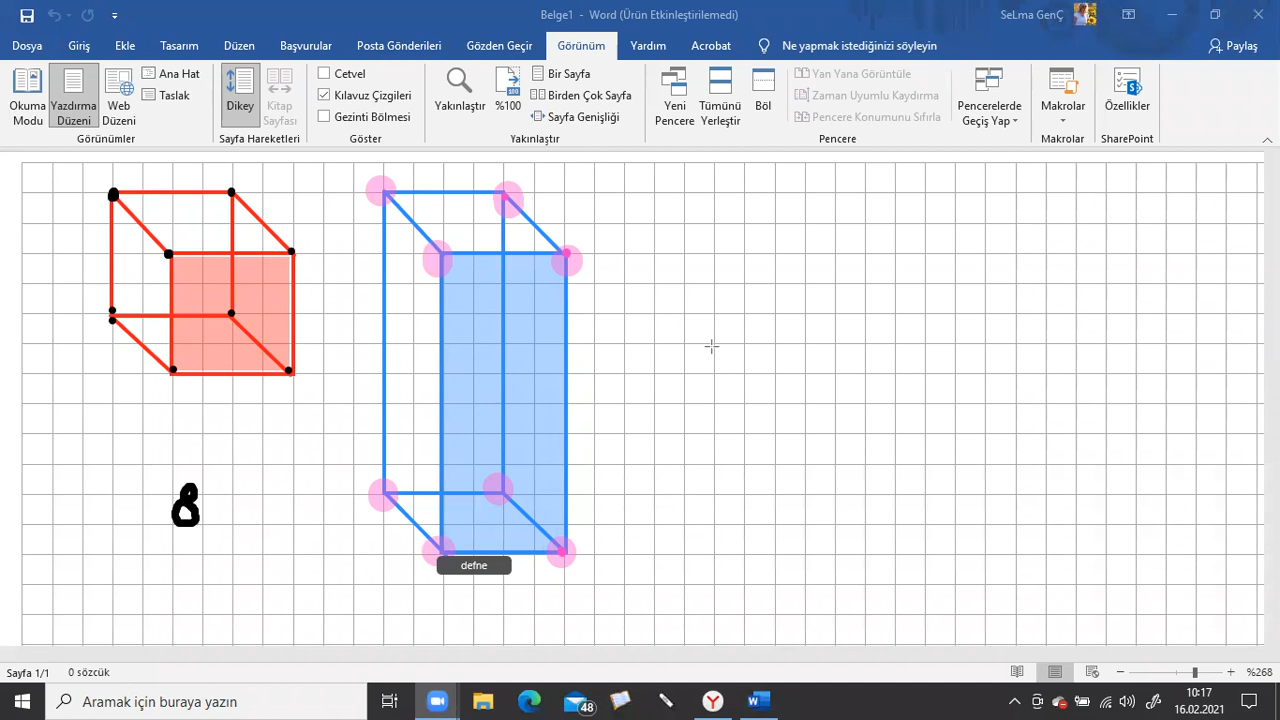 Belge1 - Word (Ürün Etkinleştirilemedi)
SeLma GenÇ
Dosya Giriş Ekle Tasarım Düzen Başvurular Posta Gönderileri Gözden Geçir Görünüm Yardım Acrobat Ne yapmak istediğinizi söyleyin Paylaş
Okuma Modu
Yazdırma Düzeni
Web Düzeni
Ana Hat
Taslak
Görünümler
Dikey
Kitap Sayfası
Sayfa Hareketleri
Cetvel
Kılavuz Çizgileri
Gezinti Bölmesi
Göster
Yakınlaştır
%100
Bir Sayfa
Birden Çok Sayfa
Sayfa Genişliği
Yakınlaştır
Yeni Pencere
Tümünü Yerleştir
Böl
Yan Yana Görüntüle
Zaman Uyumlu Kaydırma
Pencere Konumunu Sıfırla
Pencere
Pencerelerde Geçiş Yap
Makrolar
Makrolar
Özellikler
SharePoint
8
defne
Sayfa 1/1 0 sözcük %268
Aramak için buraya yazın
48
10:17
16.02.2021